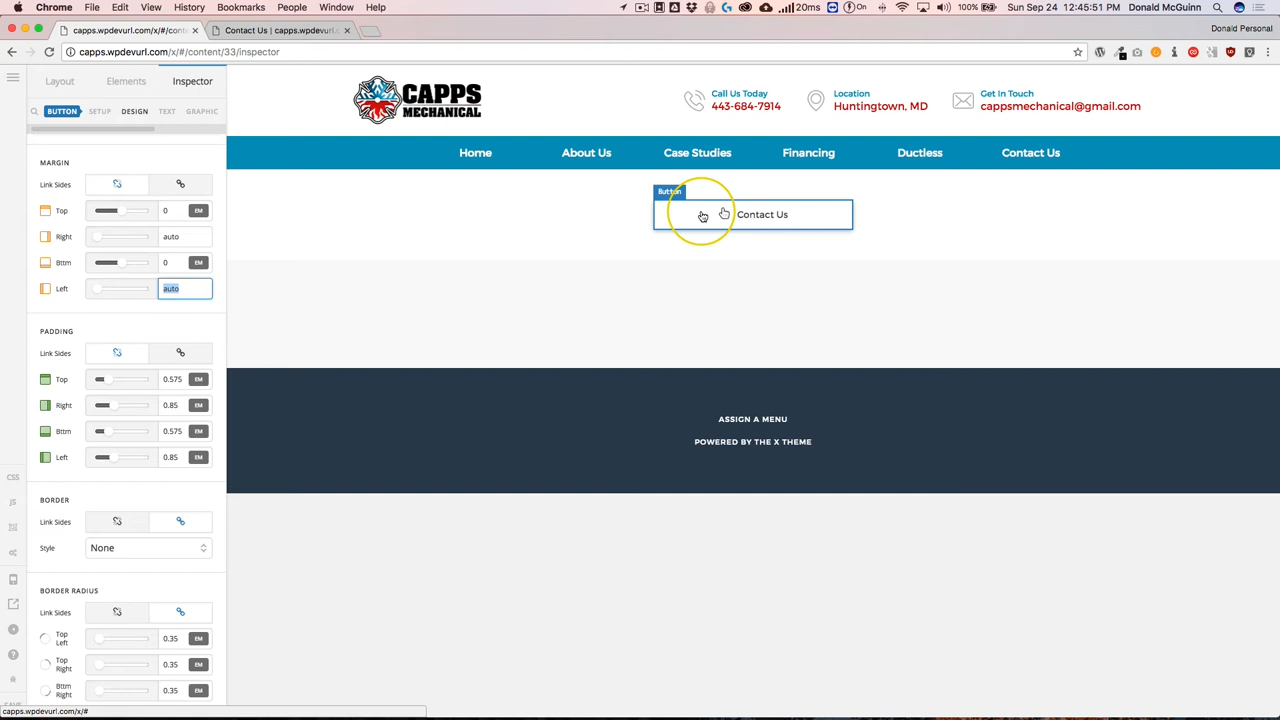 Chrome File Edit View History Bookmarks People Window Help 20ms On 100% Sun Sep 24 14:45:51 Donald McGuinn
capps.wpdevurl.com/x/#/cont Contact Us | capps.wpdevurl.c Donald Personal
capps.wpdevurl.com/x/#/content/33/inspector
Layout Elements Inspector
BUTTON SETUP DESIGN TEXT GRAPHIC
MARGIN
Link Sides
Top 0 EM
Right auto
Bttm 0 EM
Left auto
PADDING
Link Sides
Top 0.575 EM
Right 0.85 EM
Bttm 0.575 EM
Left 0.85 EM
BORDER
Link Sides
Style None
BORDER RADIUS
Link Sides
Top Left 0.35 EM
Top Right 0.35 EM
Bttm Right 0.35 EM
CSS
JS
capps.wpdevurl.com/x/#
CAPPS
MECHANICAL
Call Us Today
443-684-7914
Location
Huntingtown, MD
Get In Touch
cappsmechanical@gmail.com
Home About Us Case Studies Financing Ductless Contact Us
Button
Contact Us
ASSIGN A MENU
POWERED BY THE X THEME